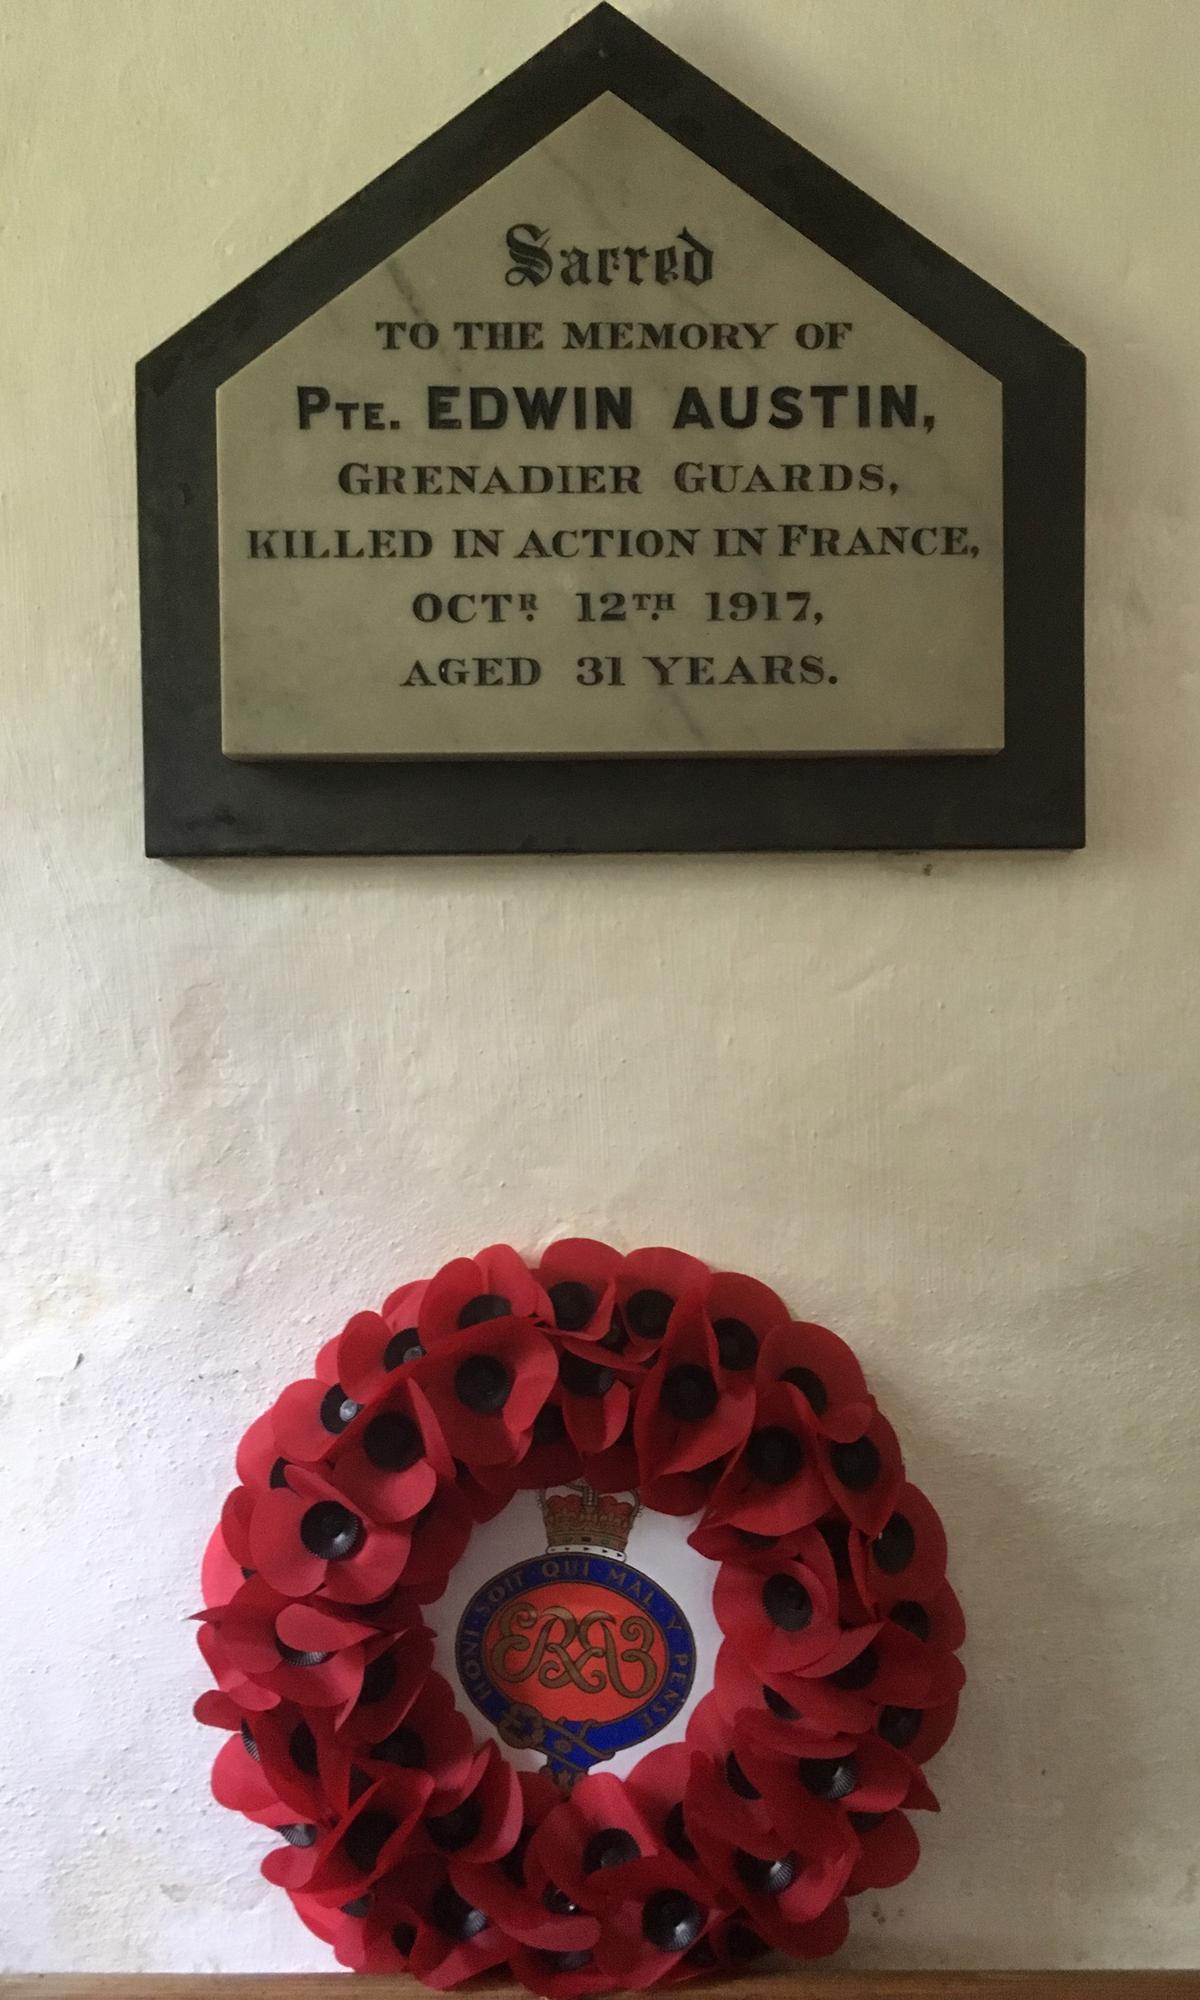 Sacred
TO THE MEMORY OF
PTE. EDWIN AUSTIN,
GRENADIER GUARDS,
KILLED IN ACTION IN FRANCE,
OCTR. 12TH. 1917,
AGED 31 YEARS.
HONI · SOIT · QUI · MAL · Y · PENSE